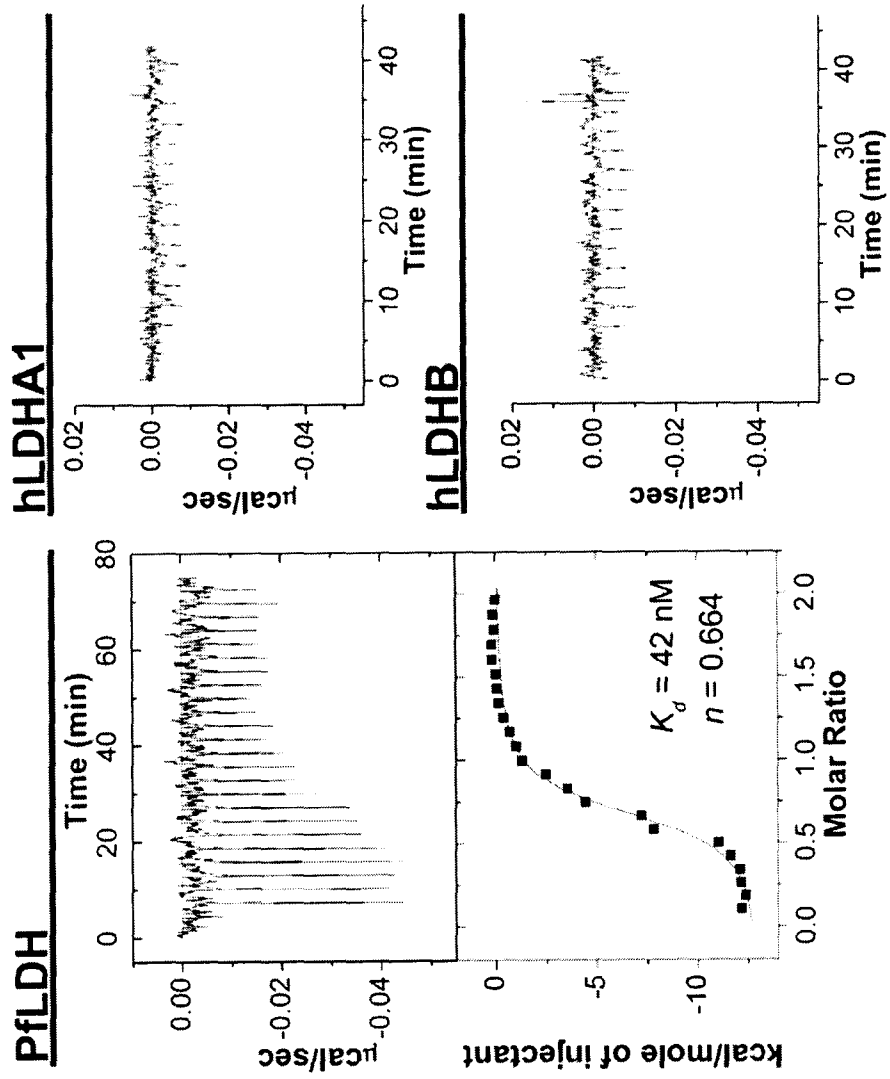 PfLDH
Time (min)
0 20 40 60 80
0.00
-0.02
-0.04
µcal/sec
0
-5
-10
kcal/mole of injectant
K_d = 42 nM
n = 0.664
0.0 0.5 1.0 1.5 2.0
Molar Ratio
hLDHA1
0.02
0.00
-0.02
-0.04
µcal/sec
0 10 20 30 40
Time (min)
hLDHB
0.02
0.00
-0.02
-0.04
µcal/sec
0 10 20 30 40
Time (min)